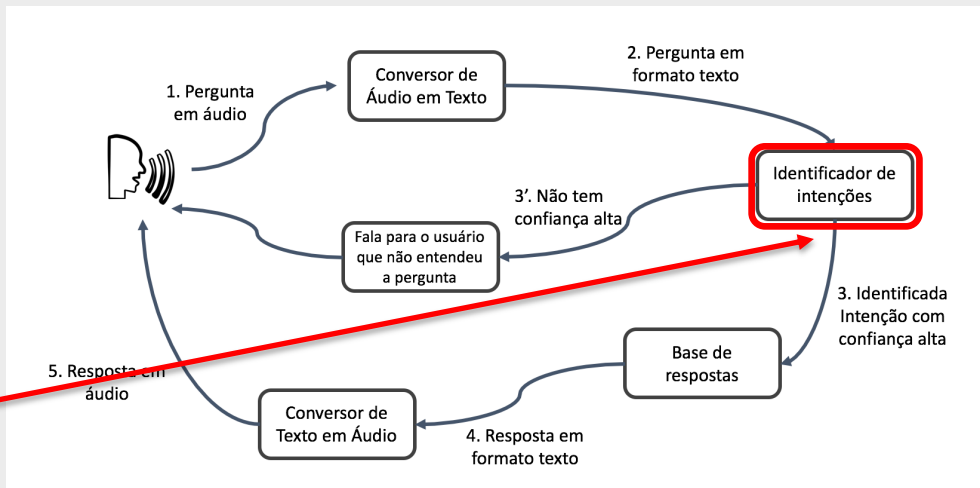 1. Pergunta
em áudio
Conversor de
Áudio em Texto
2. Pergunta em
formato texto
Identificador de
intenções
3’. Não tem
confiança alta
Fala para o usuário
que não entendeu
a pergunta
3. Identificada
Intenção com
confiança alta
Base de
respostas
4. Resposta em
formato texto
Conversor de
Texto em Áudio
5. Resposta em
áudio